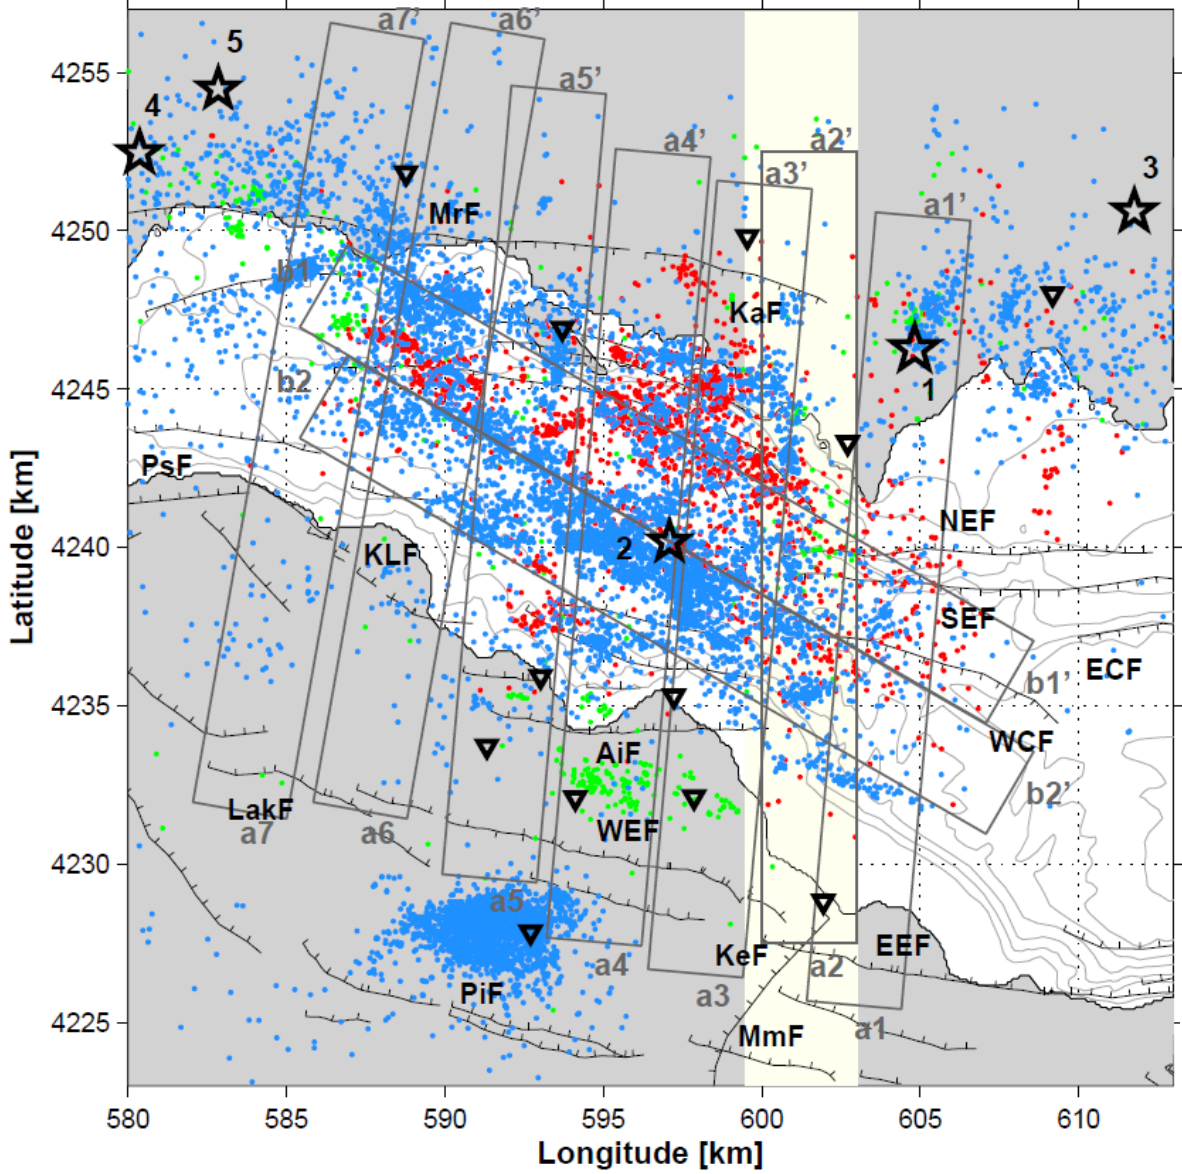 a7’ a6’
5
4255
a5’
4
a4’ a2’
3
a3’
MrF a1’
4250
b1
KaF
b2
4245
1
PsF
NEF
2
4240
KLF
SEF
ECF
b1’
4235
WCF
AiF
b2’
LakF WEF
a7 a6
4230
a5
EEF
KeF a2
a4
PiF a3
4225
MmF a1
580 585 590 595 600 605 610
Longitude [km]
Latitude [km]